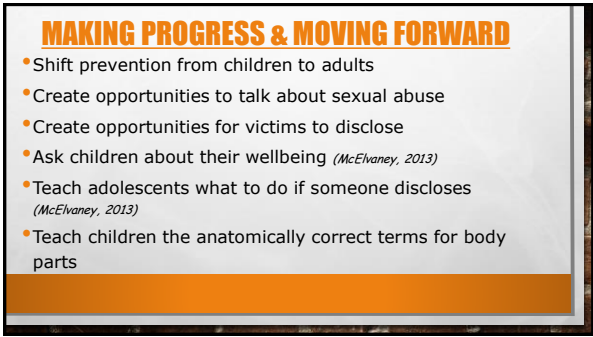 MAKING PROGRESS & MOVING FORWARD
•Shift prevention from children to adults
•Create opportunities to talk about sexual abuse
•Create opportunities for victims to disclose
•Ask children about their wellbeing (McElvaney, 2013)
•Teach adolescents what to do if someone discloses
(McElvaney, 2013)
•Teach children the anatomically correct terms for body
parts